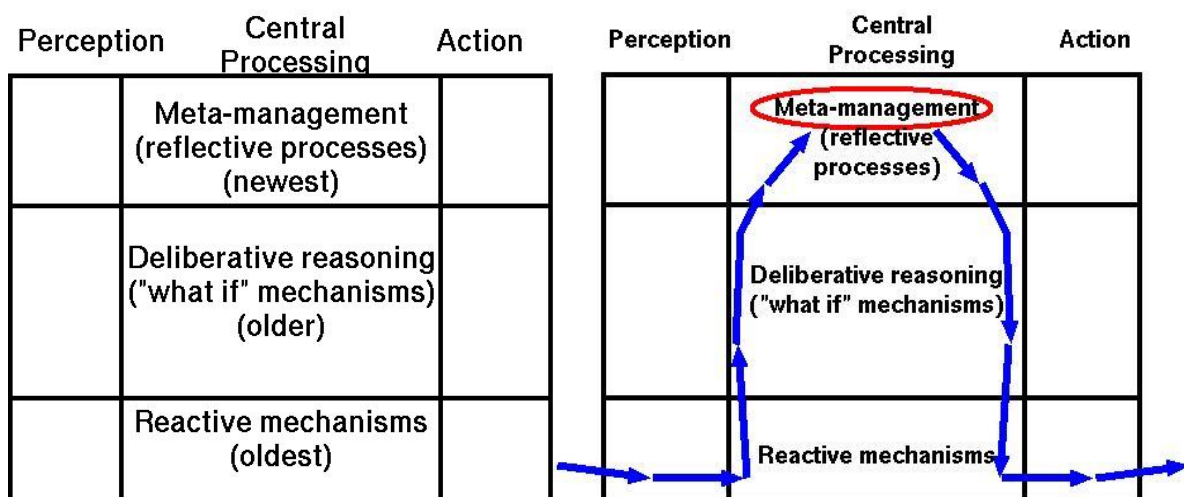 Perception Central Action
Processing
Meta-management
(reflective processes)
(newest)
Deliberative reasoning
("what if" mechanisms)
(older)
Reactive mechanisms
(oldest)
Perception Central Action
Processing
Meta-management
(reflective
processes)
Deliberative reasoning
("what if" mechanisms)
Reactive mechanisms